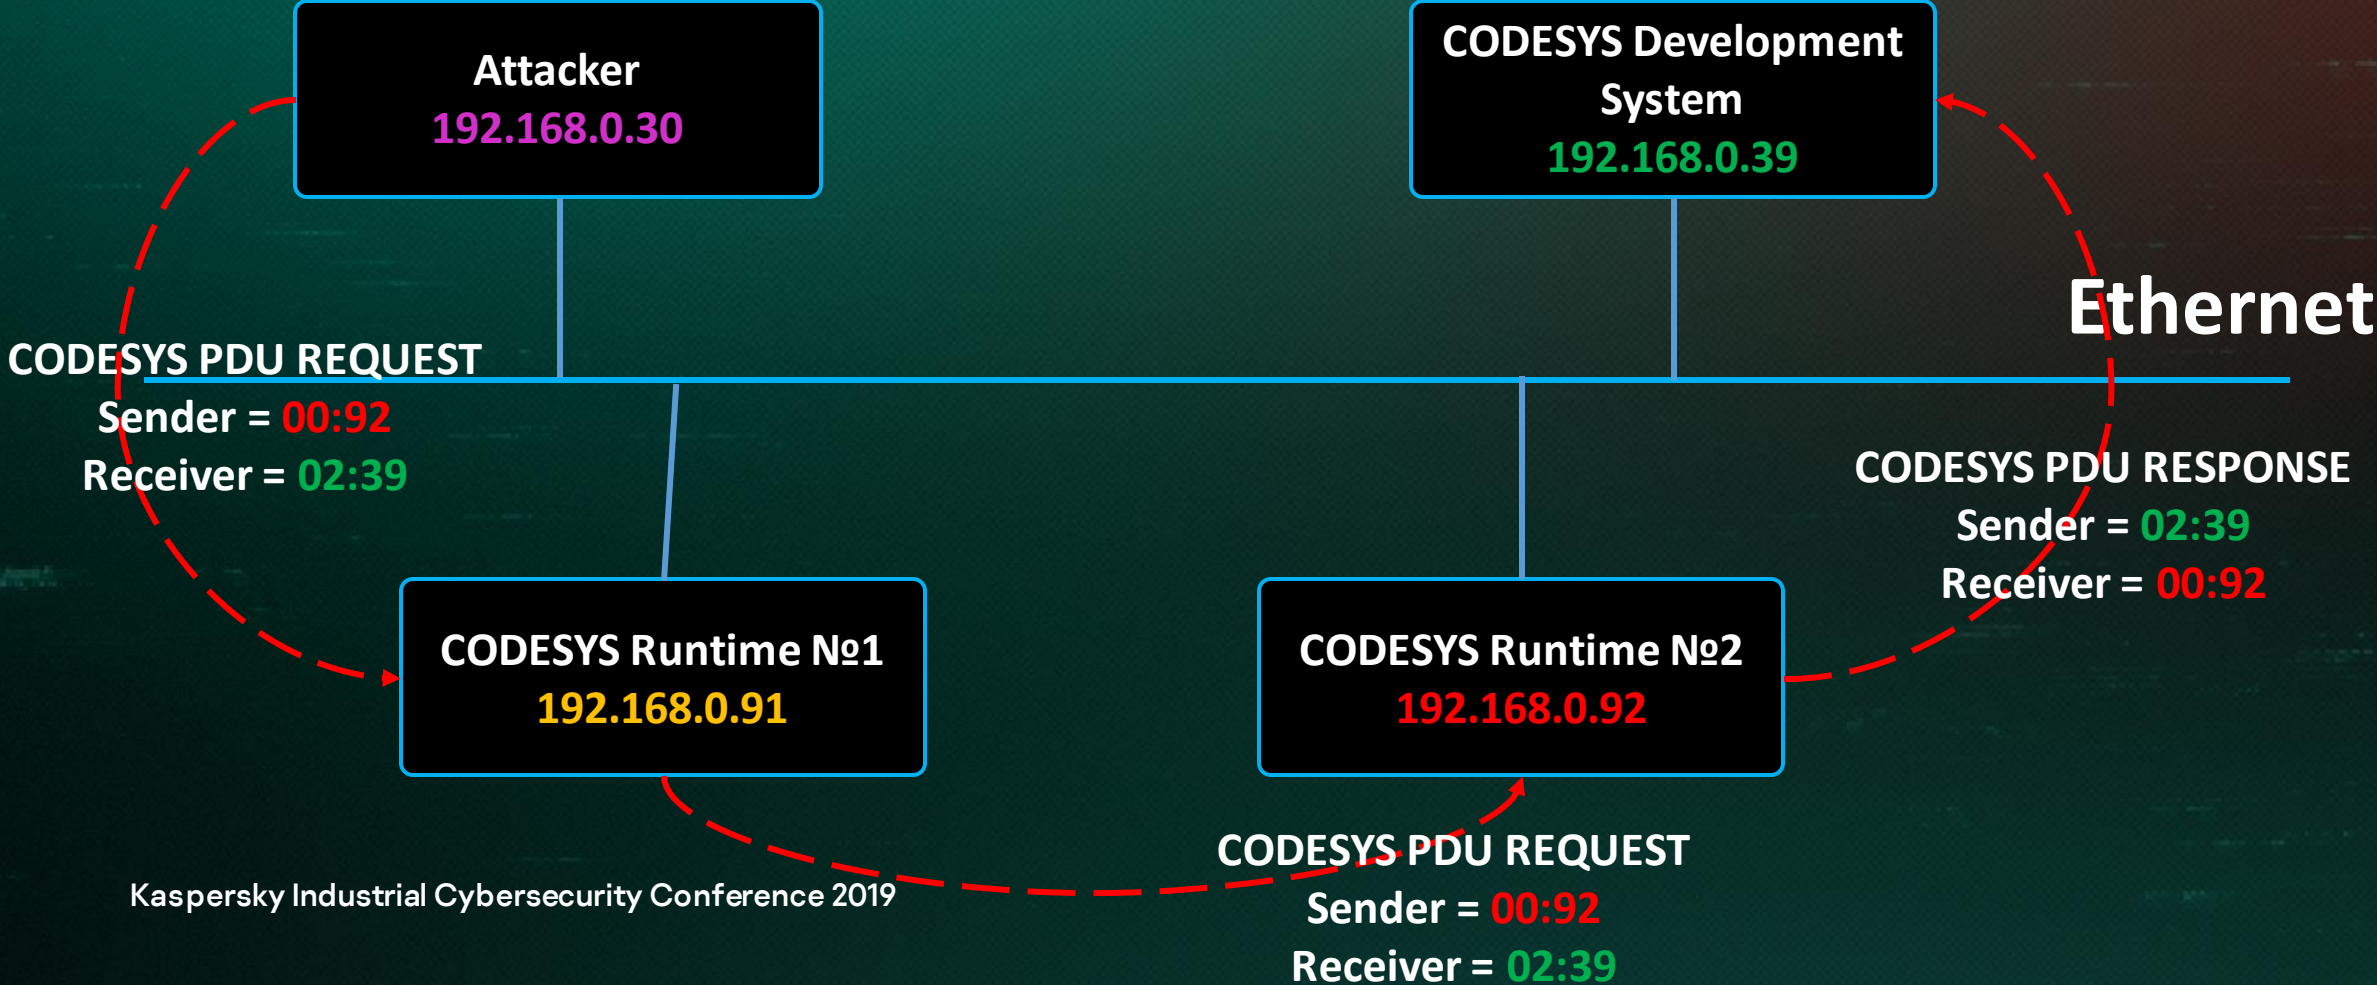 Attacker
192.168.0.30
CODESYS Development
System
192.168.0.39
Ethernet
CODESYS PDU REQUEST
Sender = 00:92
Receiver = 02:39
CODESYS PDU RESPONSE
Sender = 02:39
Receiver = 00:92
CODESYS Runtime №1
192.168.0.91
CODESYS Runtime №2
192.168.0.92
CODESYS PDU REQUEST
Sender = 00:92
Receiver = 02:39
Kaspersky Industrial Cybersecurity Conference 2019